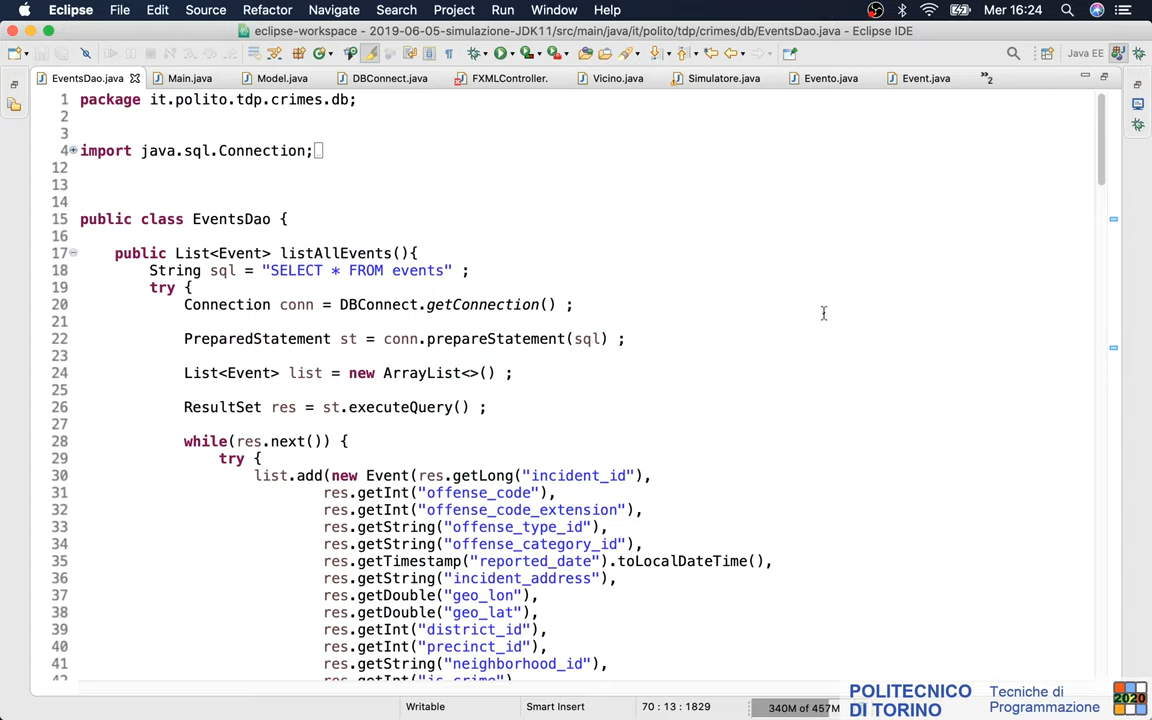 Eclipse File Edit Source Refactor Navigate Search Project Run Window Help Mer 16:24
eclipse-workspace - 2019-06-05-simulazione-JDK11/src/main/java/it/polito/tdp/crimes/db/EventsDao.java - Eclipse IDE
Java EE
EventsDao.java Main.java Model.java DBConnect.java FXMLController. Vicino.java Simulatore.java Evento.java Event.java »2
1 package it.polito.tdp.crimes.db;
2
3
4 import java.sql.Connection;
12
13
14
15 public class EventsDao {
16
17 public List<Event> listAllEvents(){
18 String sql = "SELECT * FROM events" ;
19 try {
20 Connection conn = DBConnect.getConnection() ;
21
22 PreparedStatement st = conn.prepareStatement(sql) ;
23
24 List<Event> list = new ArrayList<>() ;
25
26 ResultSet res = st.executeQuery() ;
27
28 while(res.next()) {
29 try {
30 list.add(new Event(res.getLong("incident_id"),
31 res.getInt("offense_code"),
32 res.getInt("offense_code_extension"),
33 res.getString("offense_type_id"),
34 res.getString("offense_category_id"),
35 res.getTimestamp("reported_date").toLocalDateTime(),
36 res.getString("incident_address"),
37 res.getDouble("geo_lon"),
38 res.getDouble("geo_lat"),
39 res.getInt("district_id"),
40 res.getInt("precinct_id"),
41 res.getString("neighborhood_id"),
42 res.getInt("is_crime")
Writable Smart Insert 70 : 13 : 1829 340M of 457M
POLITECNICO
DI TORINO
Tecniche di
Programmazione
2020